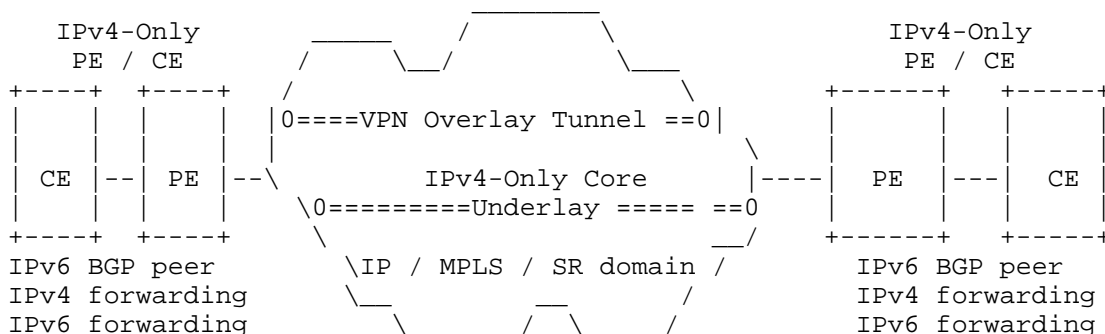 IPv4-Only IPv4-Only
PE / CE PE / CE
0====VPN Overlay Tunnel ==0
CE PE IPv4-Only Core PE CE
0=========Underlay ===== ==0
IPv6 BGP peer IP / MPLS / SR domain IPv6 BGP peer
IPv4 forwarding IPv4 forwarding
IPv6 forwarding IPv6 forwarding